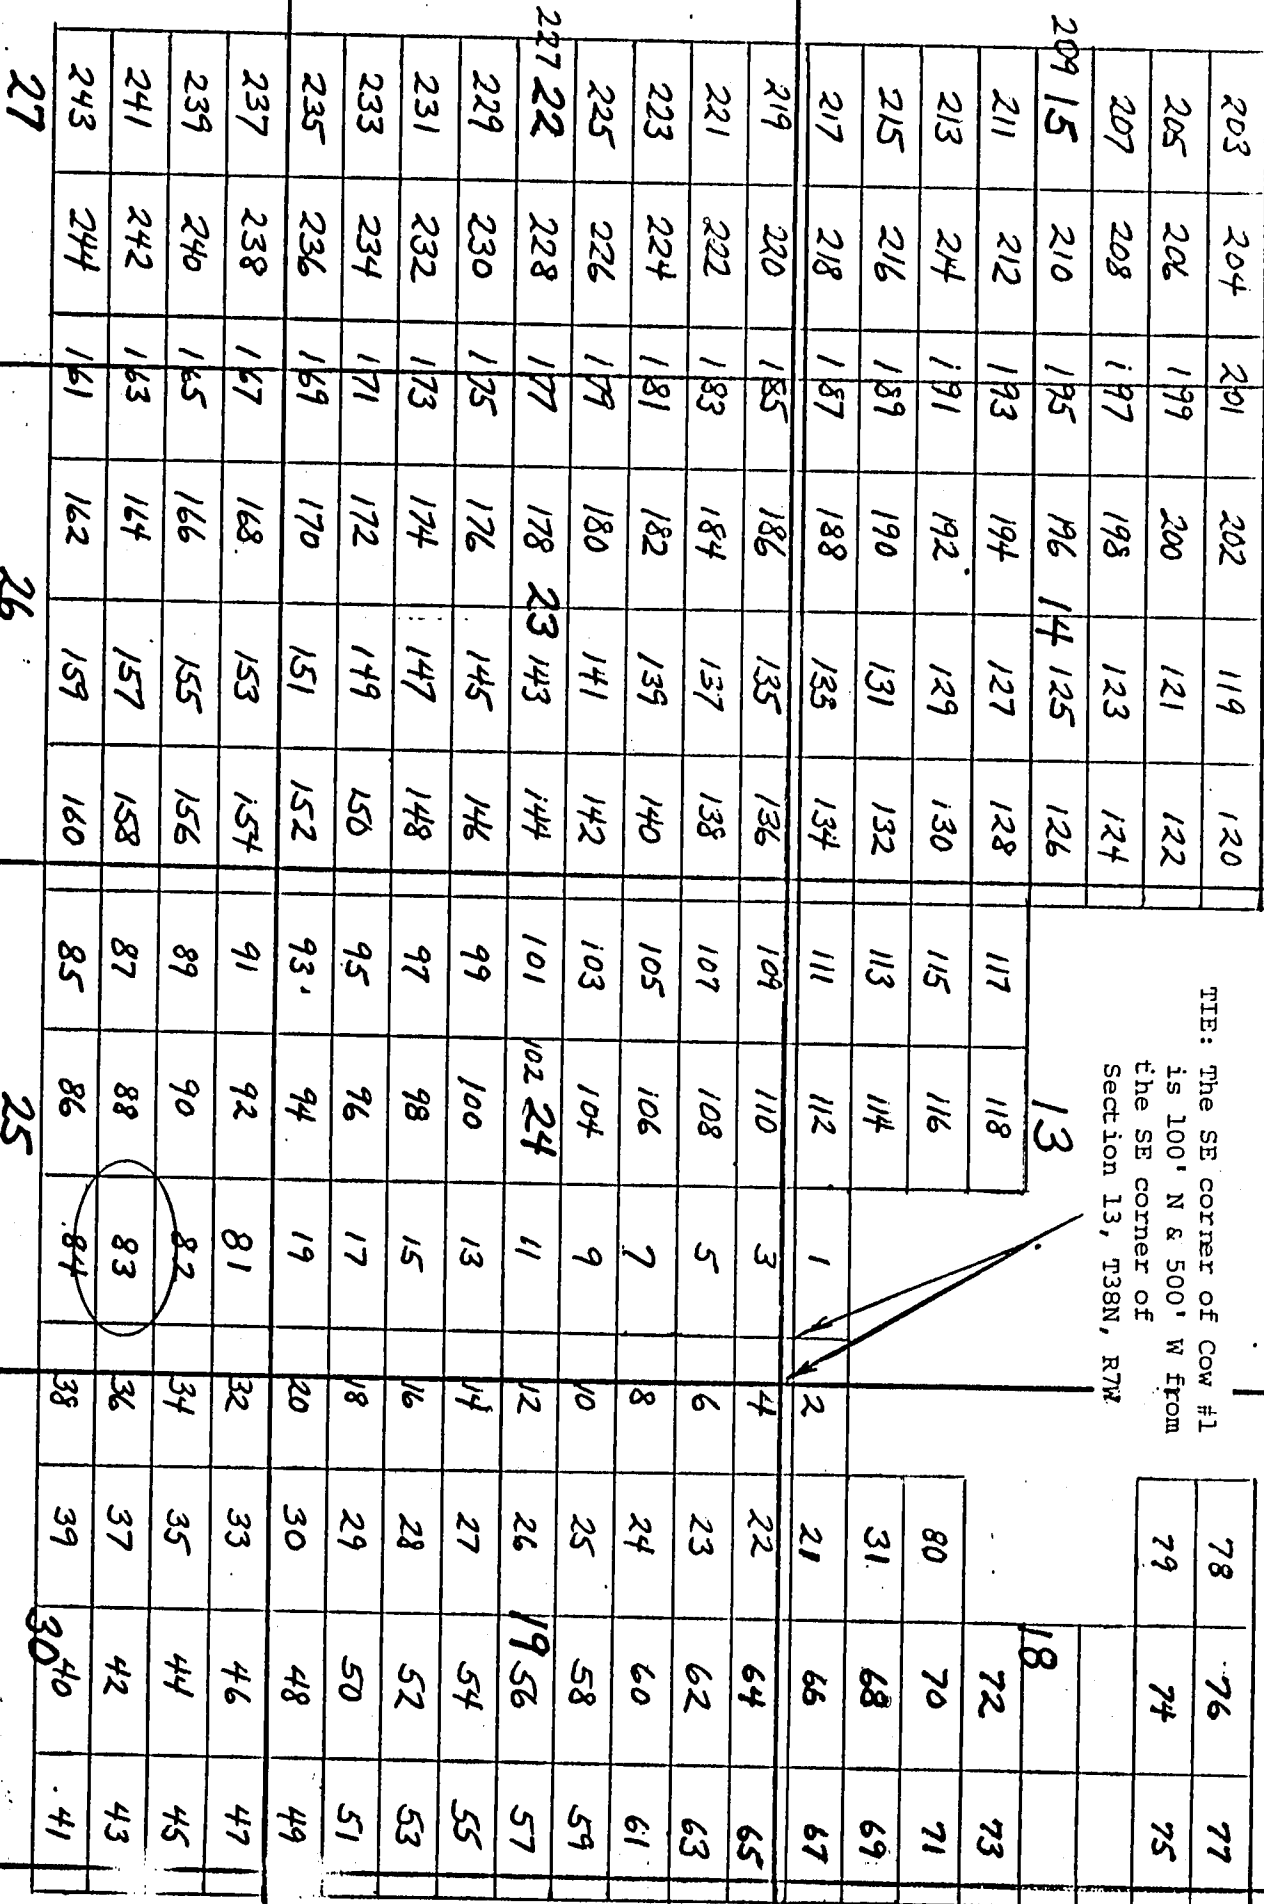 203 204 201 202 119 120 TIE: The SE corner of Cow #1 78 76 77
205 206 199 200 121 122 is 100' N & 500' W from 79 74 75
the SE corner of
207 208 197 198 123 124 Section 13, T38N, R7W
209 15 210 195 196 14 125 126 13 18
211 212 193 194 127 128 117 118 72 73
213 214 191 192 129 130 115 116 80 70 71
215 216 189 190 131 132 113 114 31 68 69
217 218 187 188 133 134 111 112 1 2 21 66 67
219 220 185 186 135 136 109 110 3 4 22 64 65
221 222 183 184 137 138 107 108 5 6 23 62 63
223 224 181 182 139 140 105 106 7 8 24 60 61
225 226 179 180 141 142 103 104 9 10 25 58 59
227 22 228 177 178 23 143 144 101 102 24 11 12 26 19 56 57
229 230 175 176 145 146 99 100 13 14 27 54 55
231 232 173 174 147 148 97 98 15 16 28 52 53
233 234 171 172 149 150 95 96 17 18 29 50 51
235 236 169 170 151 152 93 94 19 20 30 48 49
237 238 167 168 153 154 91 92 81 32 33 46 47
239 240 165 166 155 156 89 90 82 34 35 44 45
241 242 163 164 157 158 87 88 83 36 37 42 43
243 244 161 162 159 160 85 86 84 38 39 40 41
27 26 25 30